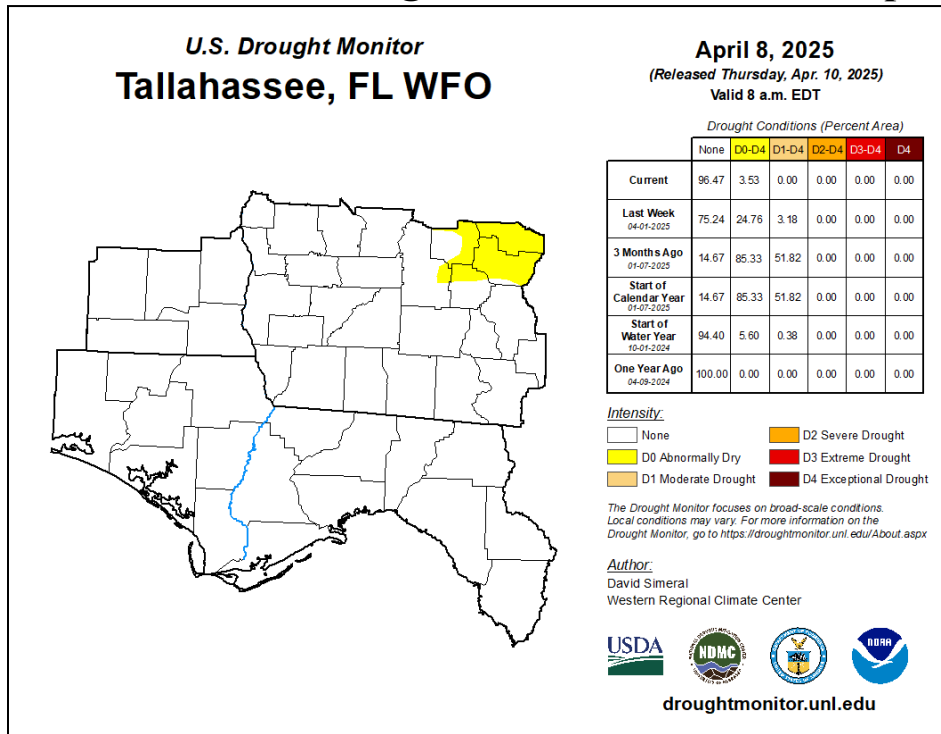 U.S. Drought Monitor
Tallahassee, FL WFO
April 8, 2025
(Released Thursday, Apr. 10, 2025)
Valid 8 a.m. EDT
Drought Conditions (Percent Area)
None D0-D4 D1-D4 D2-D4 D3-D4 D4
Current 96.47 3.53 0.00 0.00 0.00 0.00
Last Week
04-01-2025
75.24 24.76 3.18 0.00 0.00 0.00
3 Months Ago
01-07-2025
14.67 85.33 51.82 0.00 0.00 0.00
Start of
Calendar Year
01-07-2025
14.67 85.33 51.82 0.00 0.00 0.00
Start of
Water Year
10-01-2024
94.40 5.60 0.38 0.00 0.00 0.00
One Year Ago
04-09-2024
100.00 0.00 0.00 0.00 0.00 0.00
Intensity:
None
D0 Abnormally Dry
D1 Moderate Drought
D2 Severe Drought
D3 Extreme Drought
D4 Exceptional Drought
The Drought Monitor focuses on broad-scale conditions.
Local conditions may vary. For more information on the
Drought Monitor, go to https://droughtmonitor.unl.edu/About.aspx
Author:
David Simeral
Western Regional Climate Center
USDA
NDMC
NOAA
droughtmonitor.unl.edu